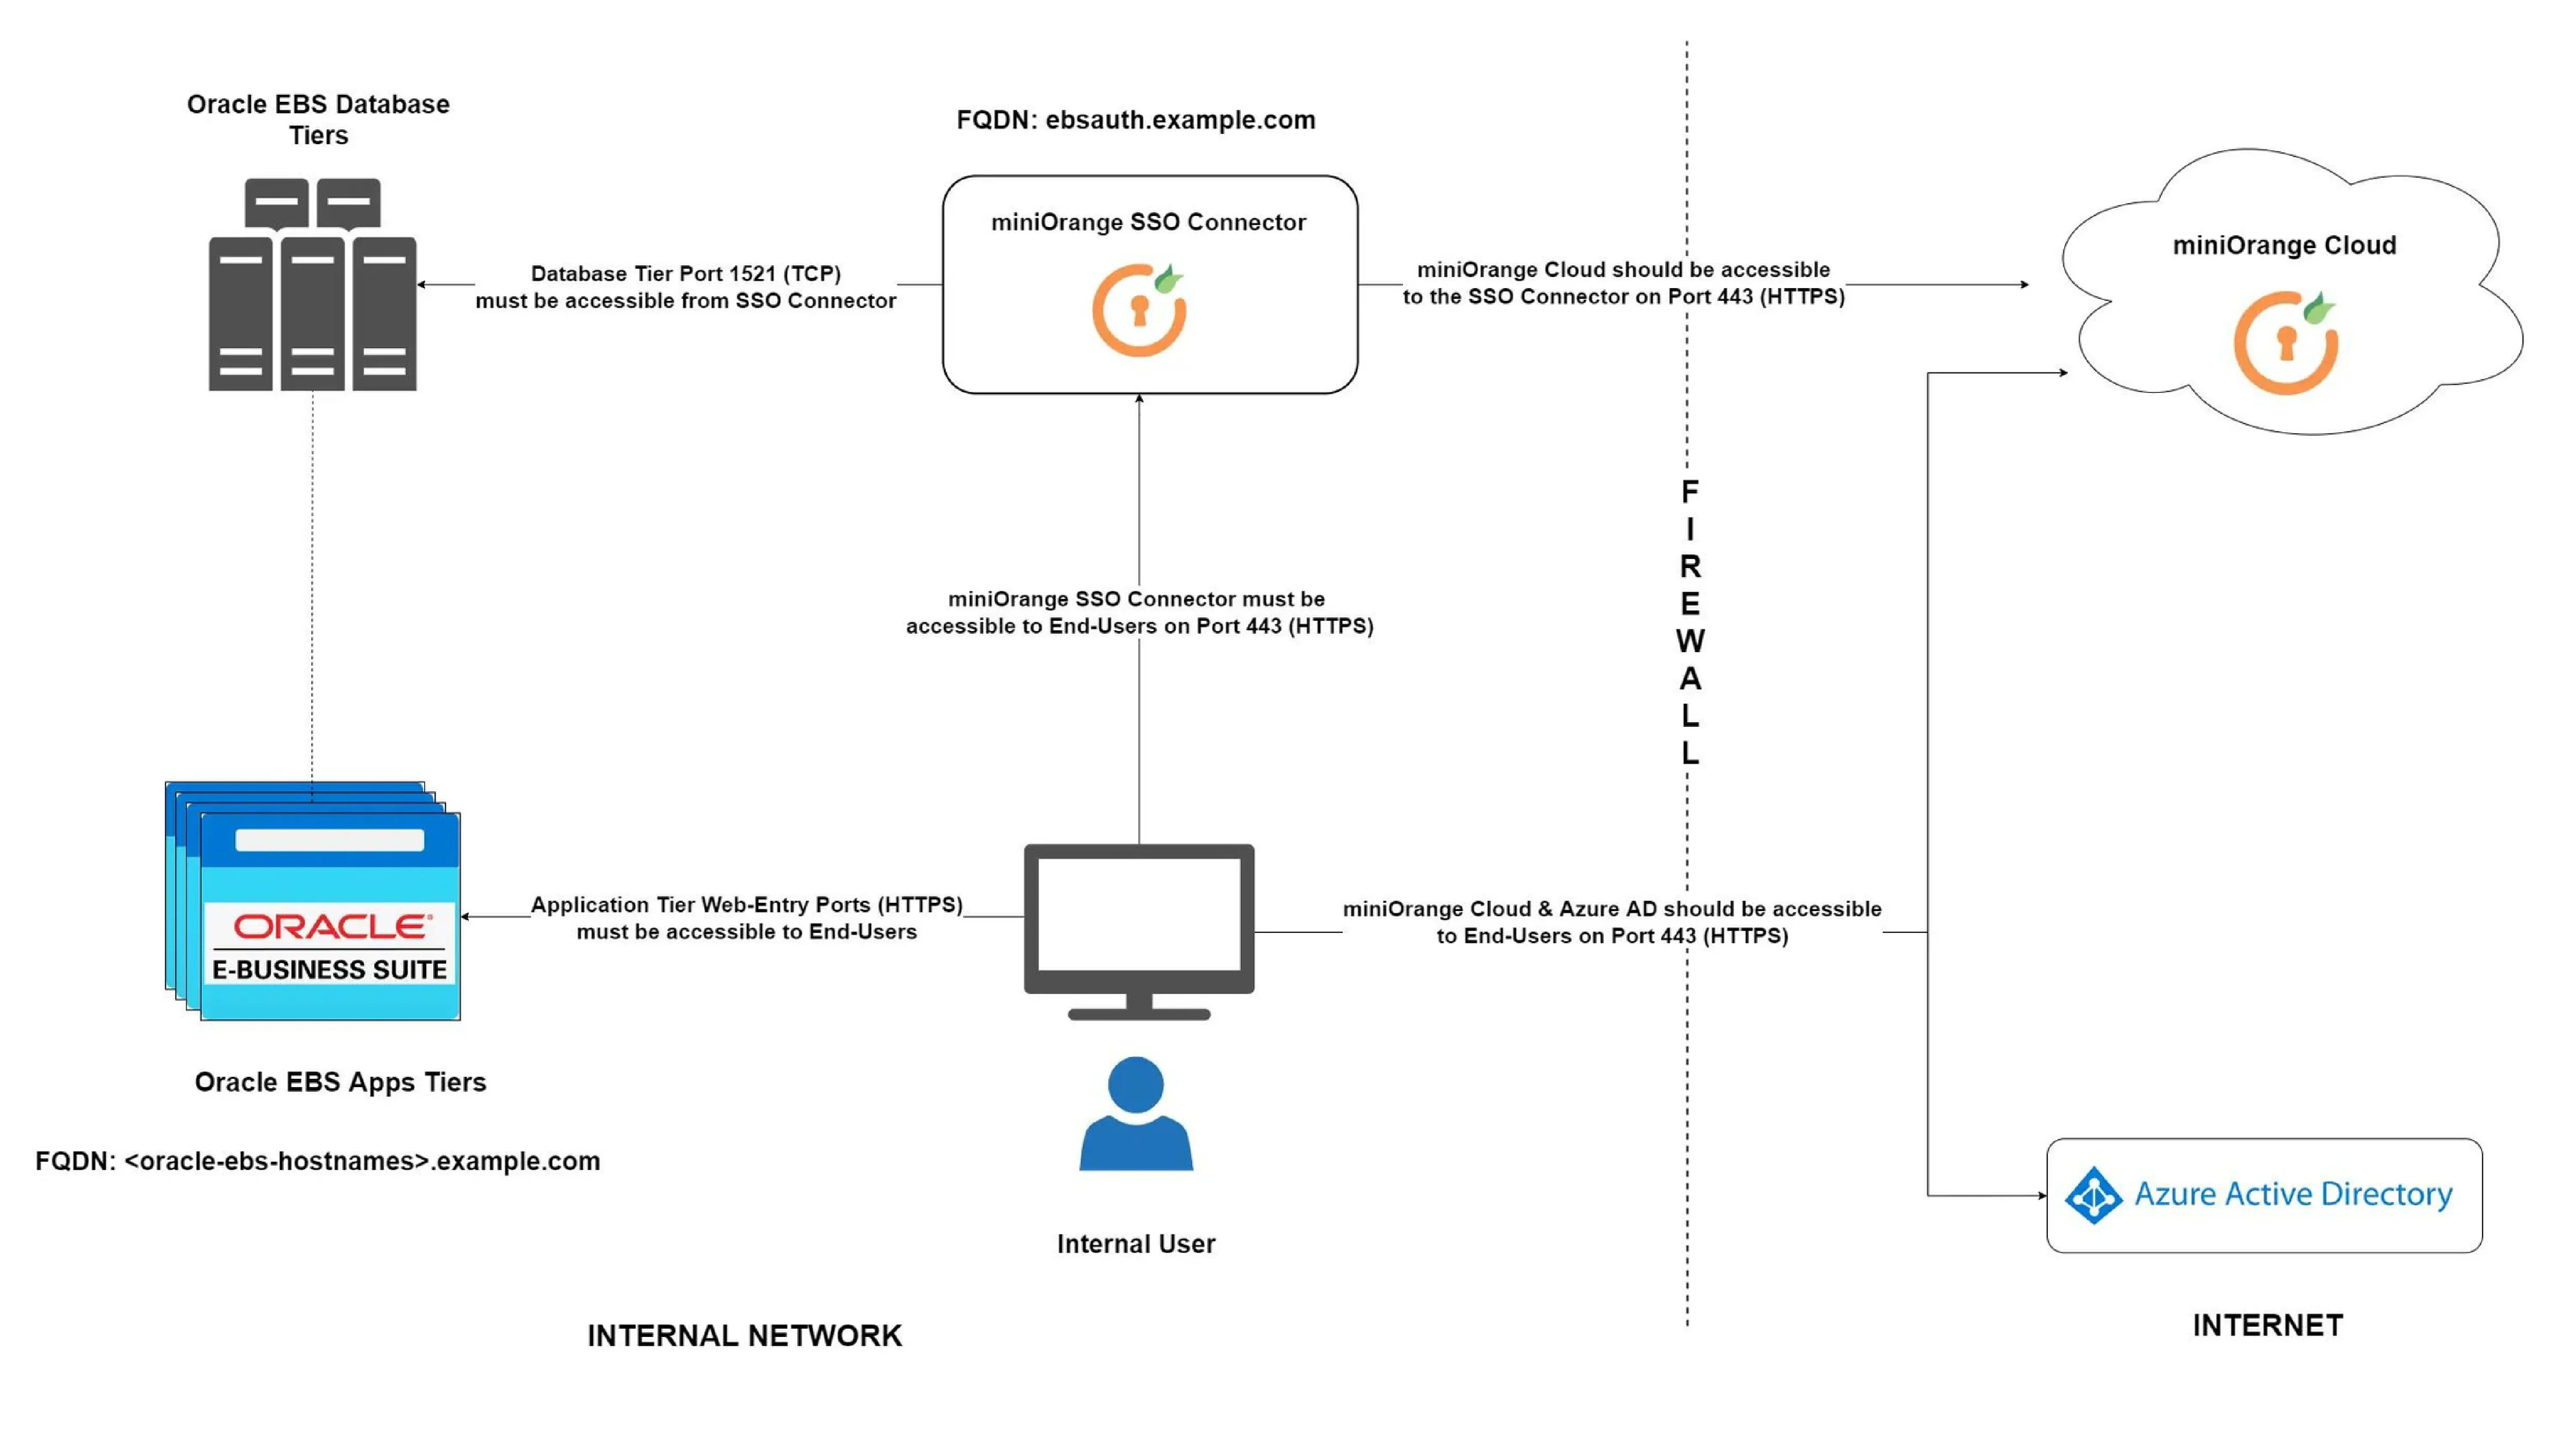 Oracle EBS Database
Tiers
FQDN: ebsauth.example.com
miniOrange SSO Connector
miniOrange Cloud
Database Tier Port 1521 (TCP)
must be accessible from SSO Connector
miniOrange Cloud should be accessible
to the SSO Connector on Port 443 (HTTPS)
FIREWALL
miniOrange SSO Connector must be
accessible to End-Users on Port 443 (HTTPS)
ORACLE®
E-BUSINESS SUITE
Application Tier Web-Entry Ports (HTTPS)
must be accessible to End-Users
miniOrange Cloud & Azure AD should be accessible
to End-Users on Port 443 (HTTPS)
Oracle EBS Apps Tiers
FQDN: <oracle-ebs-hostnames>.example.com
Internal User
Azure Active Directory
INTERNAL NETWORK
INTERNET